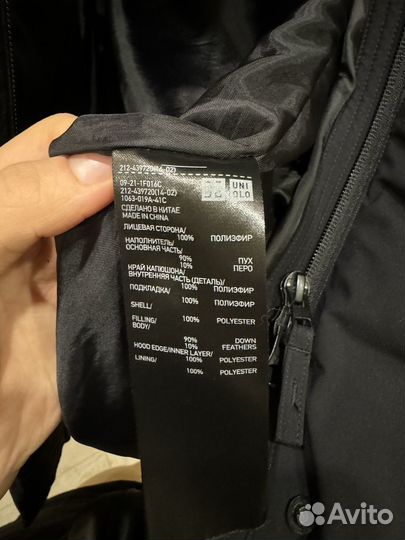 212-439720(14-02)
09-21-1F016C
212-439720(14-02)
1063-019A-41C
UNI
QLO
СДЕЛАНО В КИТАЕ
MADE IN CHINA
ЛИЦЕВАЯ СТОРОНА/
100% ПОЛИЭФИР
НАПОЛНИТЕЛЬ/
ОСНОВНАЯ ЧАСТЬ/
90% ПУХ
10% ПЕРО
КРАЙ КАПЮШОНА/
ВНУТРЕННЯЯ ЧАСТЬ (ДЕТАЛЬ)/
100% ПОЛИЭФИР
ПОДКЛАДКА/
100% ПОЛИЭФИР
SHELL/
100% POLYESTER
FILLING/
BODY/
90% DOWN
10% FEATHERS
HOOD EDGE/INNER LAYER/
100% POLYESTER
LINING/
100% POLYESTER
Avito